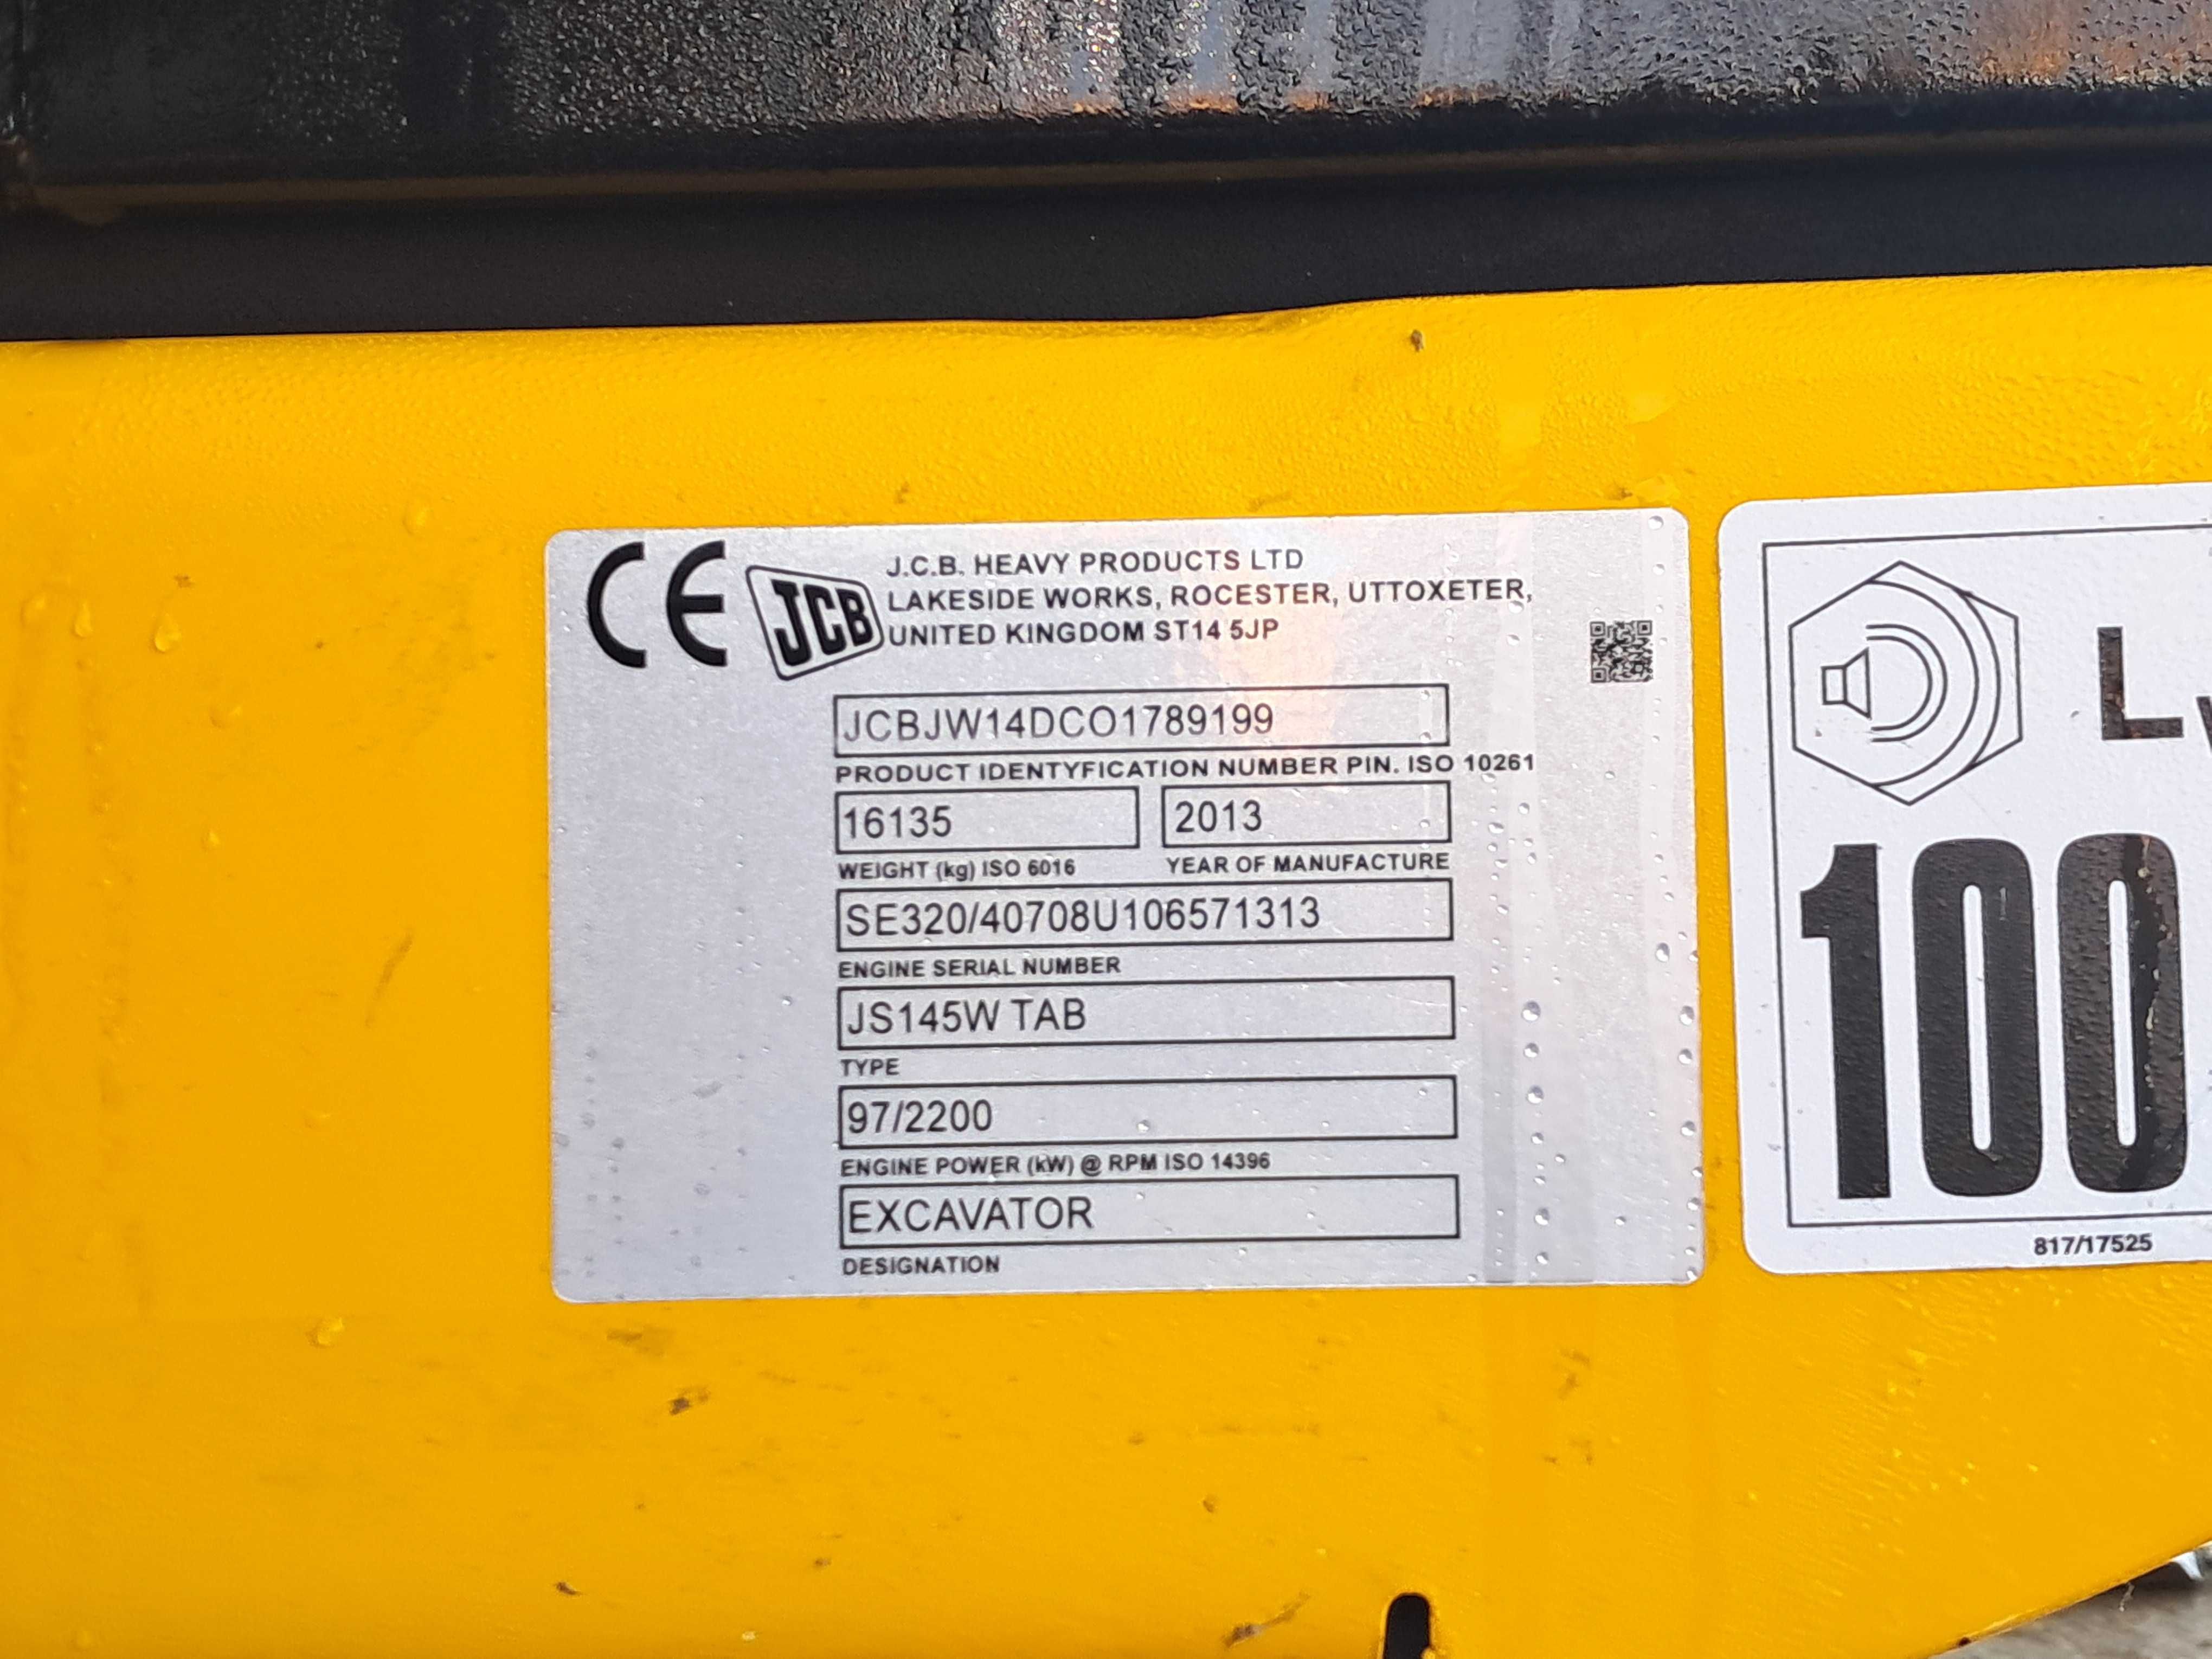 CE JCB
J.C.B. HEAVY PRODUCTS LTD
LAKESIDE WORKS, ROCESTER, UTTOXETER,
UNITED KINGDOM ST14 5JP
JCBJW14DCO1789199
PRODUCT IDENTYFICATION NUMBER PIN. ISO 10261
16135 2013
WEIGHT (kg) ISO 6016 YEAR OF MANUFACTURE
SE320/40708U106571313
ENGINE SERIAL NUMBER
JS145W TAB
TYPE
97/2200
ENGINE POWER (kW) @ RPM ISO 14396
EXCAVATOR
DESIGNATION
L
100
817/17525